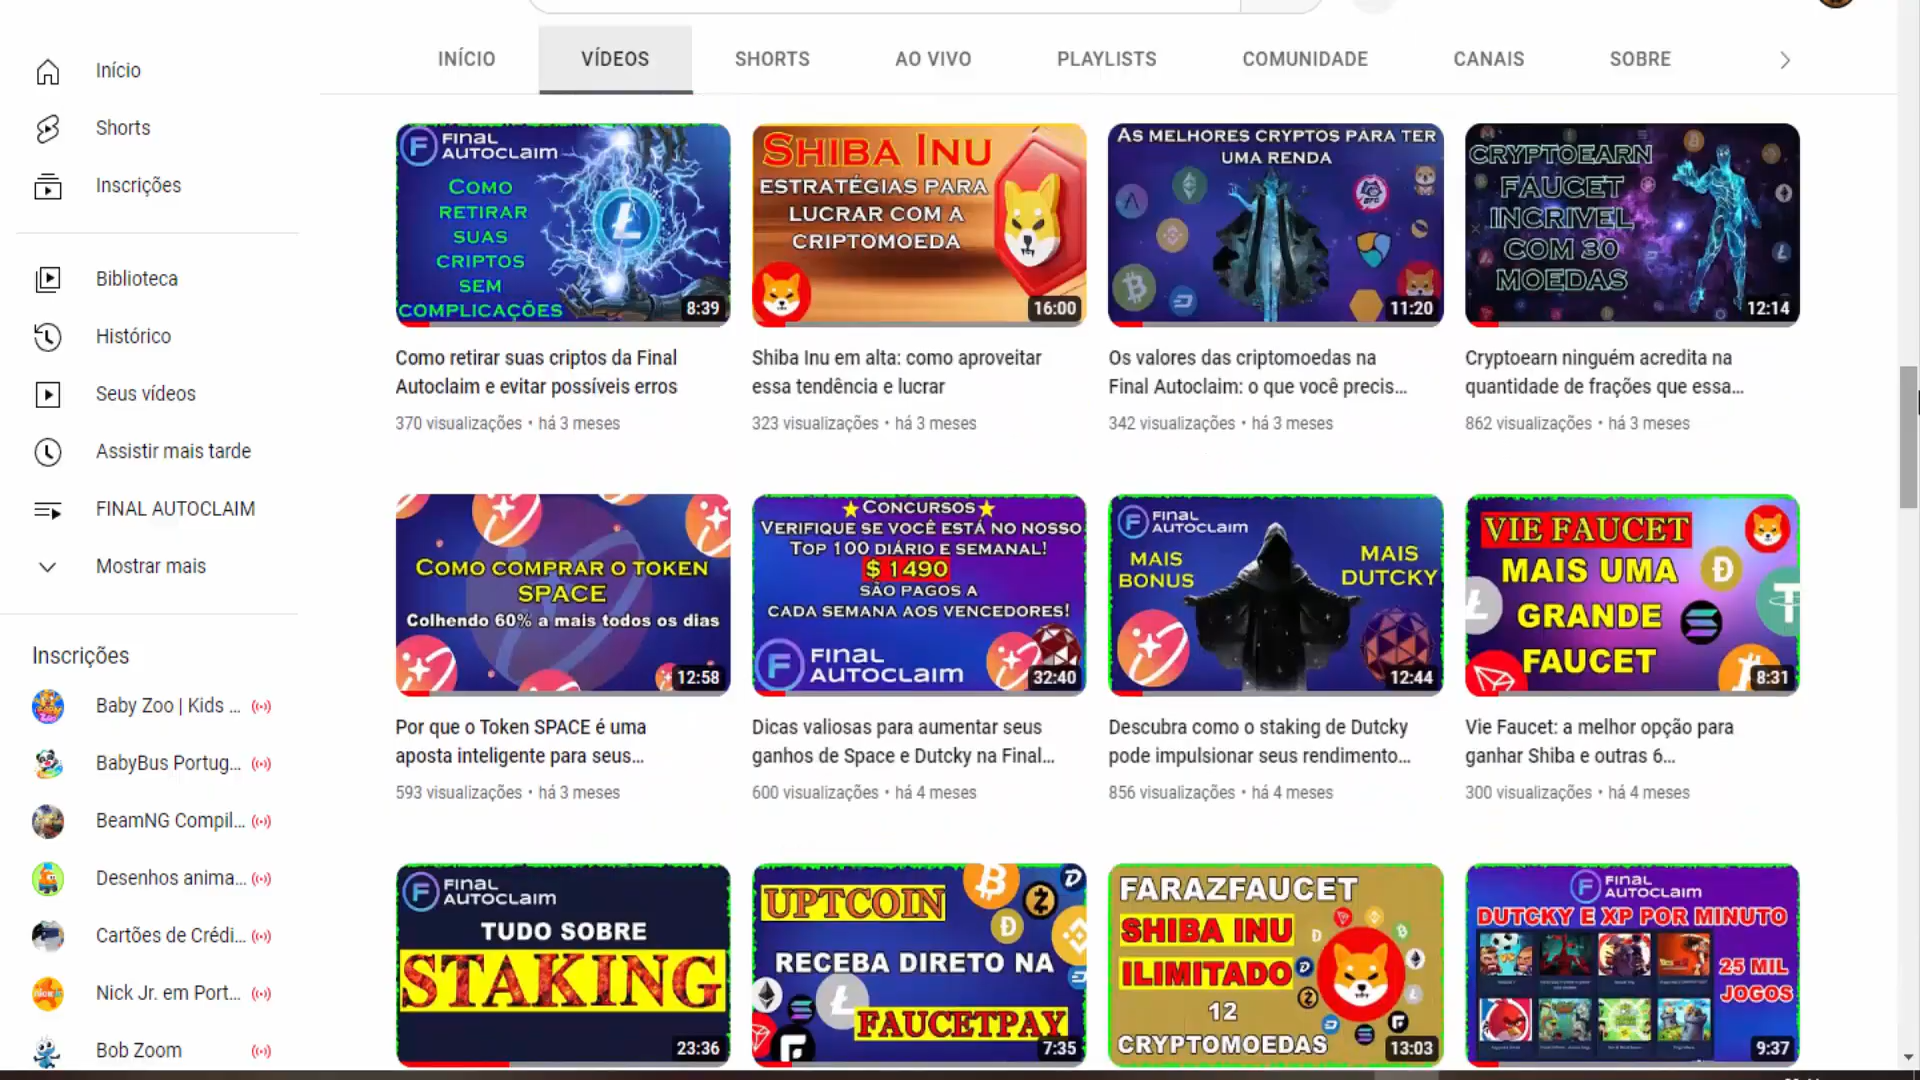 INÍCIO
VÍDEOS
SHORTS
AO VIVO
PLAYLISTS
COMUNIDADE
CANAIS
SOBRE
Início
Shorts
Inscrições
Biblioteca
Histórico
Seus vídeos
Assistir mais tarde
FINAL AUTOCLAIM
Mostrar mais
Inscrições
Baby Zoo | Kids ...
BabyBus Portug...
BeamNG Compil...
Desenhos anima...
Cartões de Crédi...
Nick Jr. em Port...
Bob Zoom
FINAL
AUTOCLAIM
COMO
RETIRAR
SUAS
CRIPTOS
SEM
COMPLICAÇÕES
8:39
Como retirar suas criptos da Final
Autoclaim e evitar possíveis erros
370 visualizações • há 3 meses
SHIBA INU
ESTRATÉGIAS PARA
LUCRAR COM A
CRIPTOMOEDA
16:00
Shiba Inu em alta: como aproveitar
essa tendência e lucrar
323 visualizações • há 3 meses
AS MELHORES CRYPTOS PARA TER
UMA RENDA
11:20
Os valores das criptomoedas na
Final Autoclaim: o que você precis...
342 visualizações • há 3 meses
CRYPTOEARN
FAUCET
INCRIVEL
COM 30
MOEDAS
12:14
Cryptoearn ninguém acredita na
quantidade de frações que essa...
862 visualizações • há 3 meses
COMO COMPRAR O TOKEN
SPACE
Colhendo 60% a mais todos os dias
12:58
Por que o Token SPACE é uma
aposta inteligente para seus...
593 visualizações • há 3 meses
CONCURSOS
VERIFIQUE SE VOCÊ ESTÁ NO NOSSO
TOP 100 DIÁRIO E SEMANAL!
$ 1490
SÃO PAGOS A
CADA SEMANA AOS VENCEDORES!
FINAL
AUTOCLAIM
32:40
Dicas valiosas para aumentar seus
ganhos de Space e Dutcky na Final...
600 visualizações • há 4 meses
FINAL
AUTOCLAIM
MAIS
BONUS
MAIS
DUTCKY
12:44
Descubra como o staking de Dutcky
pode impulsionar seus rendimento...
856 visualizações • há 4 meses
VIE FAUCET
MAIS UMA
GRANDE
FAUCET
8:31
Vie Faucet: a melhor opção para
ganhar Shiba e outras 6...
300 visualizações • há 4 meses
FINAL
AUTOCLAIM
TUDO SOBRE
STAKING
23:36
UPTCOIN
RECEBA DIRETO NA
FAUCETPAY
7:35
FARAZFAUCET
SHIBA INU
ILIMITADO
12
CRYPTOMOEDAS
13:03
FINAL
AUTOCLAIM
DUTCKY E XP POR MINUTO
25 MIL
JOGOS
9:37